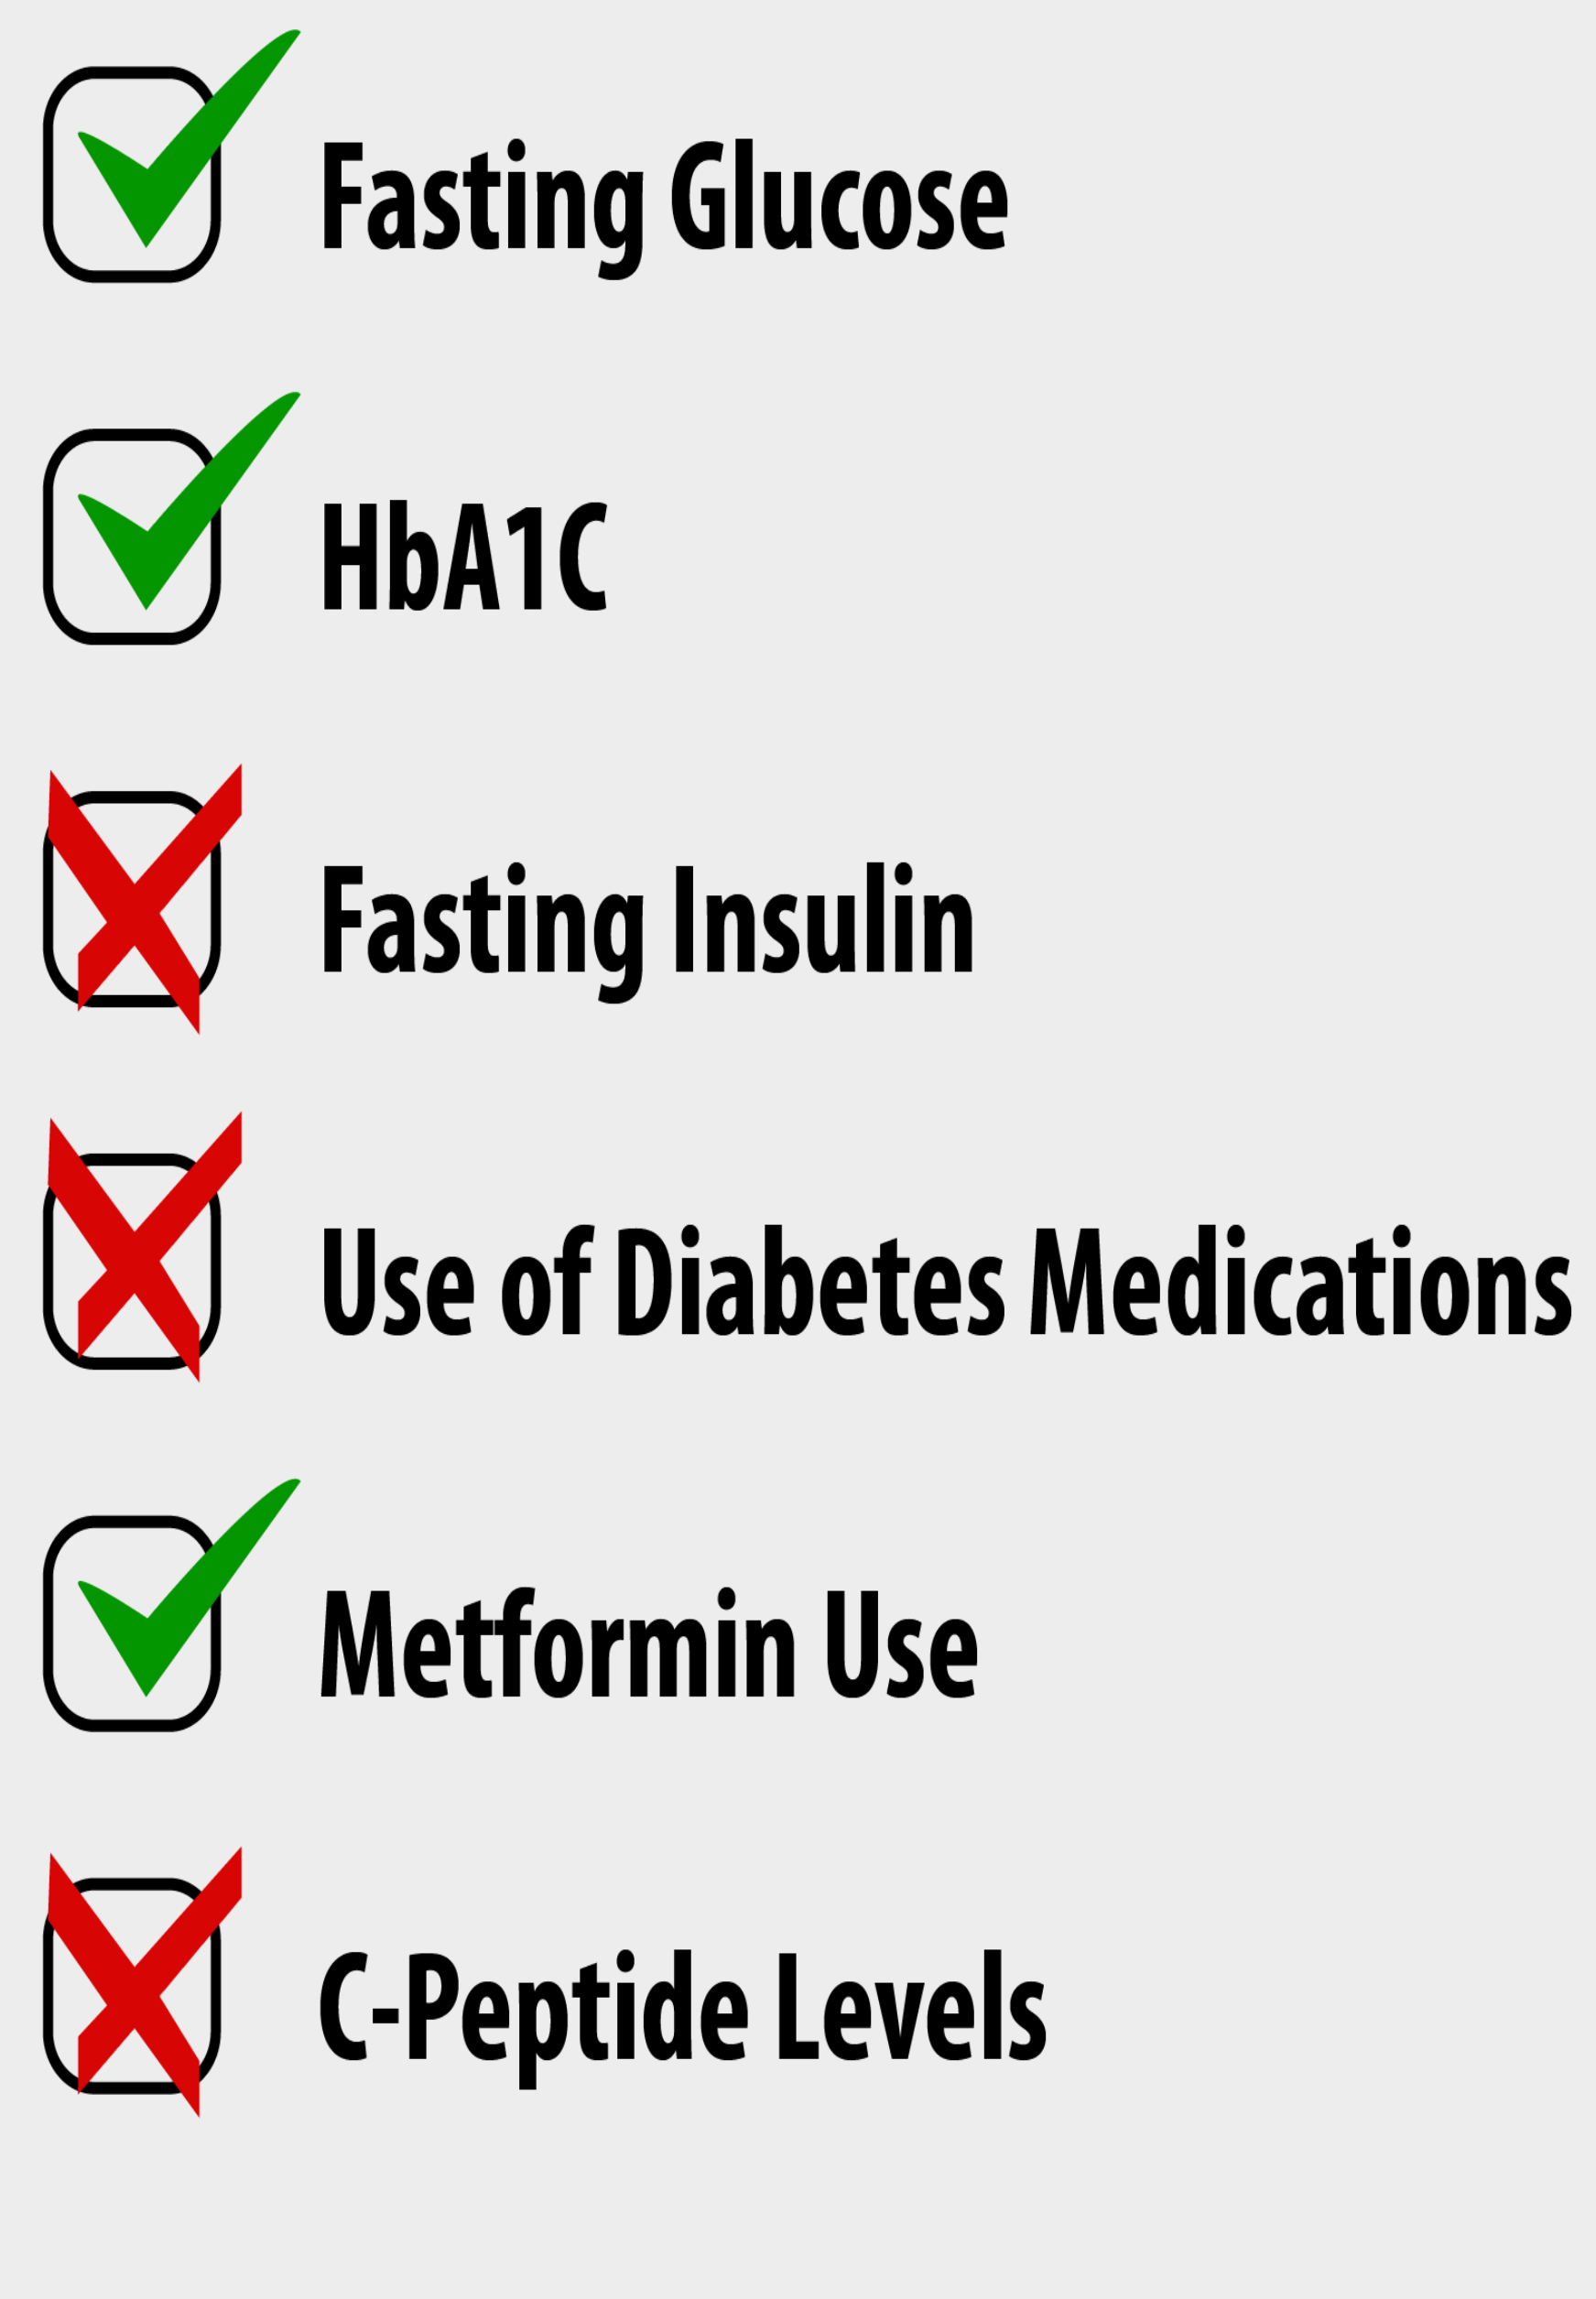 Fasting Glucose
HbA1C
Fasting Insulin
Use of Diabetes Medications
Metformin Use
C-Peptide Levels